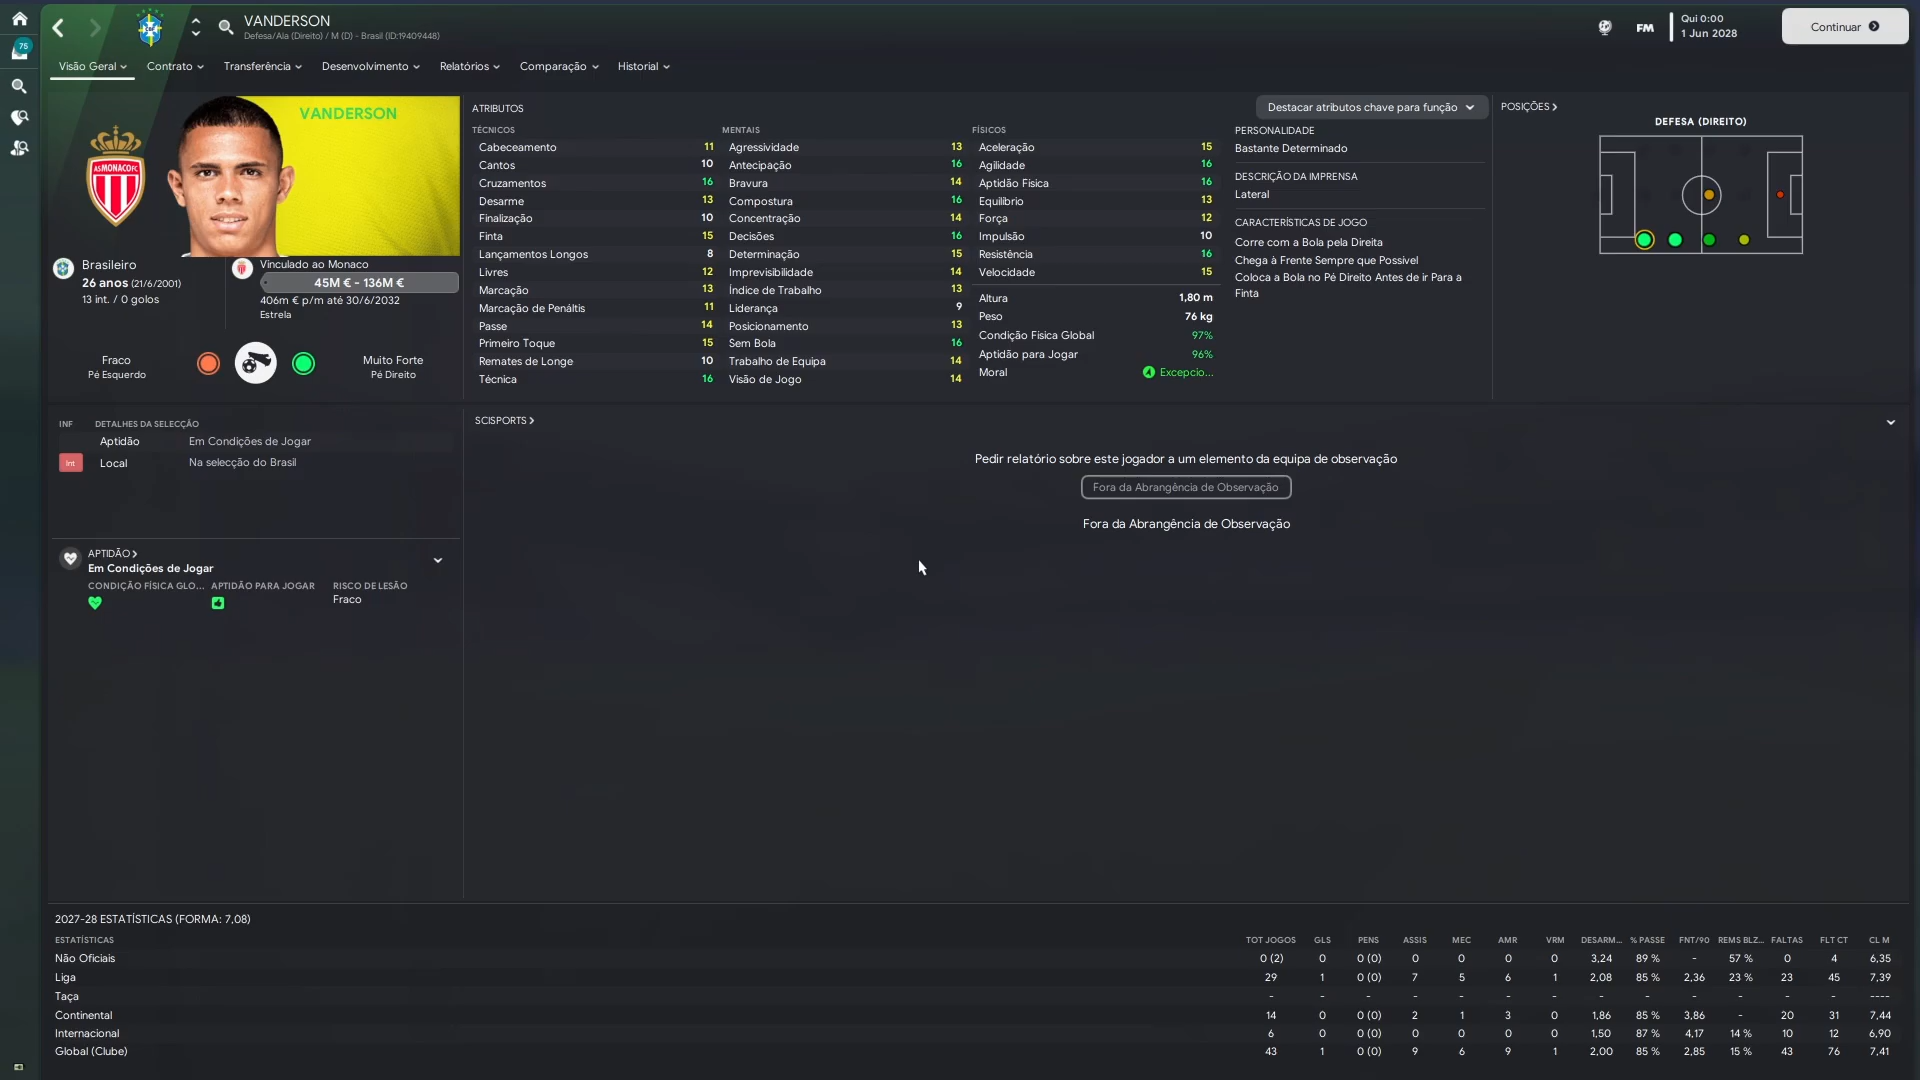 75
VANDERSON
Defesa/Ala (Direito) / M (D) - Brasil (ID:19409448)
FM
Qui 0:00
1 Jun 2028
Continuar
Visão Geral
Contrato
Transferência
Desenvolvimento
Relatórios
Comparação
Historial
VANDERSON
AS MONACO FC
Brasileiro
26 anos (21/6/2001)
13 int. / 0 golos
Vinculado ao Monaco
45M € - 136M €
406m € p/m até 30/6/2032
Estrela
Fraco
Pé Esquerdo
Muito Forte
Pé Direito
ATRIBUTOS
Destacar atributos chave para função
TÉCNICOS
Cabeceamento 11
Cantos 10
Cruzamentos 16
Desarme 13
Finalização 10
Finta 15
Lançamentos Longos 8
Livres 12
Marcação 13
Marcação de Penáltis 11
Passe 14
Primeiro Toque 15
Remates de Longe 10
Técnica 16
MENTAIS
Agressividade 13
Antecipação 16
Bravura 14
Compostura 16
Concentração 14
Decisões 16
Determinação 15
Imprevisibilidade 14
Índice de Trabalho 13
Liderança 9
Posicionamento 13
Sem Bola 16
Trabalho de Equipa 14
Visão de Jogo 14
FÍSICOS
Aceleração 15
Agilidade 16
Aptidão Física 16
Equilíbrio 13
Força 12
Impulsão 10
Resistência 16
Velocidade 15
Altura 1,80 m
Peso 76 kg
Condição Física Global 97%
Aptidão para Jogar 96%
Moral Excepcio...
PERSONALIDADE
Bastante Determinado
DESCRIÇÃO DA IMPRENSA
Lateral
CARACTERÍSTICAS DE JOGO
Corre com a Bola pela Direita
Chega à Frente Sempre que Possivel
Coloca a Bola no Pé Direito Antes de ir Para a
Finta
POSIÇÕES
DEFESA (DIREITO)
INF DETALHES DA SELECÇÃO
Aptidão Em Condições de Jogar
Int Local Na selecção do Brasil
APTIDÃO
Em Condições de Jogar
CONDIÇÃO FÍSICA GLO... APTIDÃO PARA JOGAR RISCO DE LESÃO
Fraco
SCISPORTS
Pedir relatório sobre este jogador a um elemento da equipa de observação
Fora da Abrangência de Observação
Fora da Abrangência de Observação
2027-28 ESTATÍSTICAS (FORMA: 7,08)
ESTATÍSTICAS TOT JOGOS GLS PENS ASSIS MEC AMR VRM DESARM... % PASSE FNT/90 REMS BLZ... FALTAS FLT CT CL M
Não Oficiais 0 (2) 0 0 (0) 0 0 0 0 3,24 89 % - 57 % 0 4 6,35
Liga 29 1 0 (0) 7 5 6 1 2,08 85 % 2,36 23 % 23 45 7,39
Taça - - - - - - - - - - - - - ----
Continental 14 0 0 (0) 2 1 3 0 1,86 85 % 3,86 - 20 31 7,44
Internacional 6 0 0 (0) 0 0 0 0 1,50 87 % 4,17 14 % 10 12 6,90
Global (Clube) 43 1 0 (0) 9 6 9 1 2,00 85 % 2,85 15 % 43 76 7,41